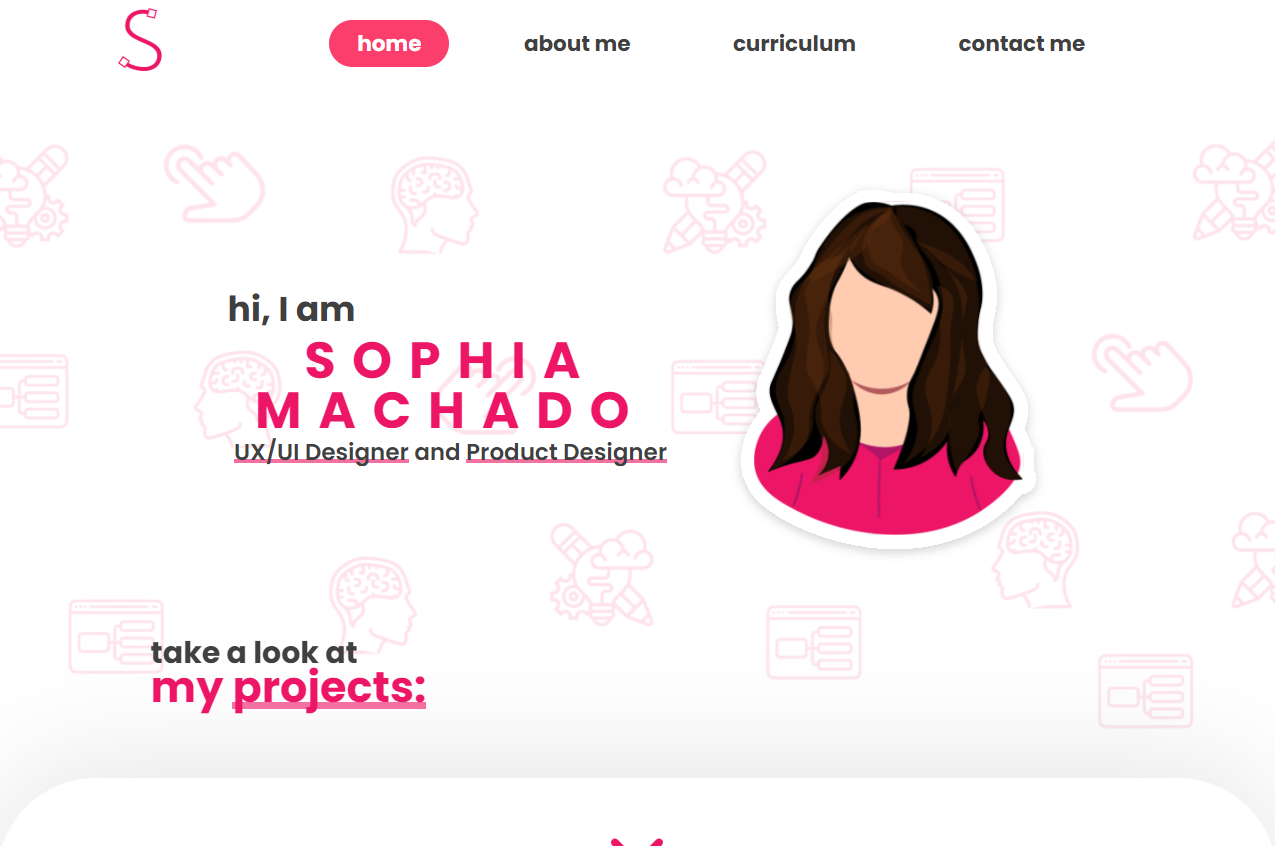 S
home
about me
curriculum
contact me
hi, I am
SOPHIA
MACHADO
UX/UI Designer and Product Designer
take a look at
my projects: